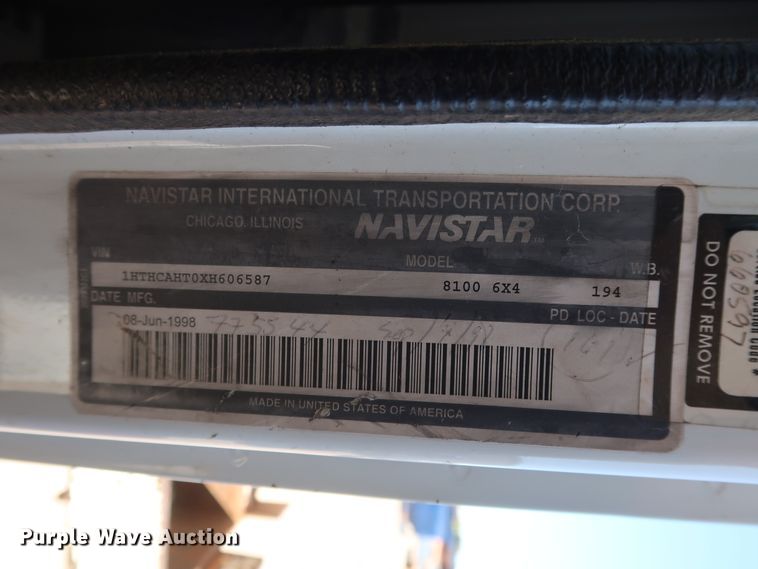 NAVISTAR INTERNATIONAL TRANSPORTATION CORP.
CHICAGO, ILLINOIS NAVISTAR
VIN MODEL W.B.
1HTHCAHT0XH606587 8100 6X4 194
DATE MFG. PD LOC - DATE
08-Jun-1998 775544
MADE IN UNITED STATES OF AMERICA
DO NOT REMOVE
Purple Wave Auction